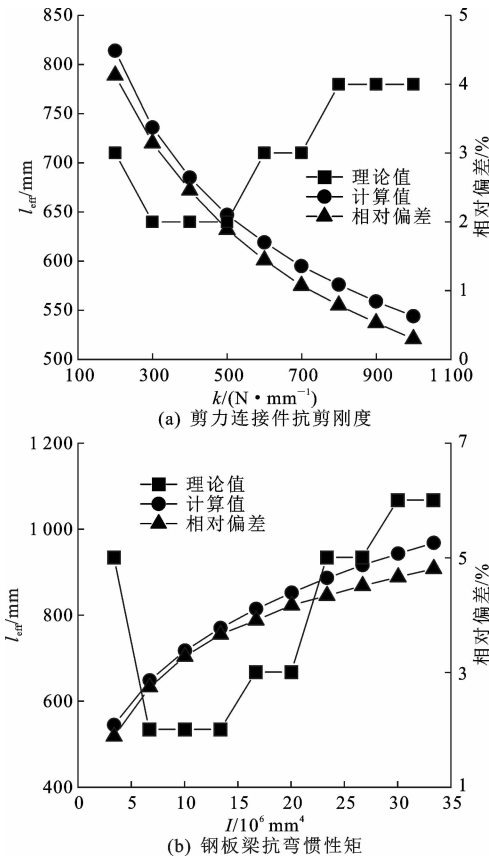 850
800
750
700
650
600
550
500
5
4
3
2
1
0
l_eff/mm
相对偏差/%
理论值
计算值
相对偏差
100 300 500 700 900 1 100
k/(N·mm⁻¹)
(a) 剪力连接件抗剪刚度
1 200
1 000
800
600
400
7
5
3
1
l_eff/mm
相对偏差/%
理论值
计算值
相对偏差
0 5 10 15 20 25 30 35
I/10⁶ mm⁴
(b) 钢板梁抗弯惯性矩